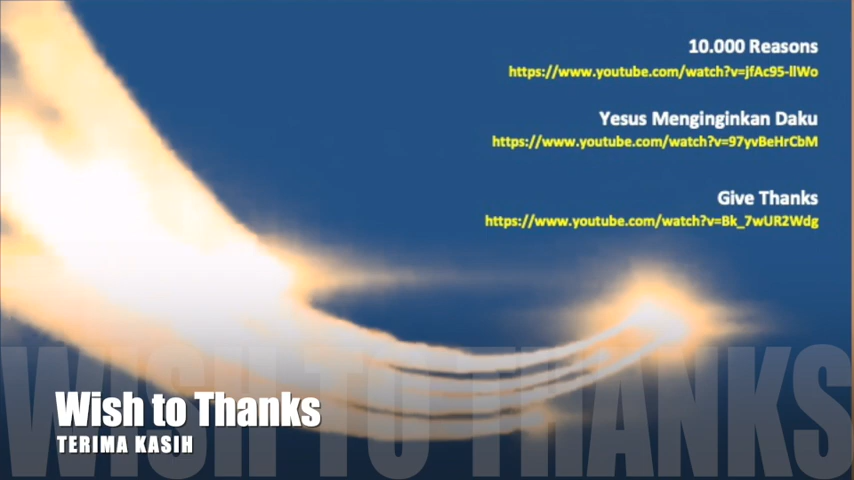 10.000 Reasons
https://www.youtube.com/watch?v=jfAc95-llWo
Yesus Menginginkan Daku
https://www.youtube.com/watch?v=97yvBeHrCbM
Give Thanks
https://www.youtube.com/watch?v=Bk_7wUR2Wdg
WISH TO THANKS
Wish to Thanks
TERIMA KASIH